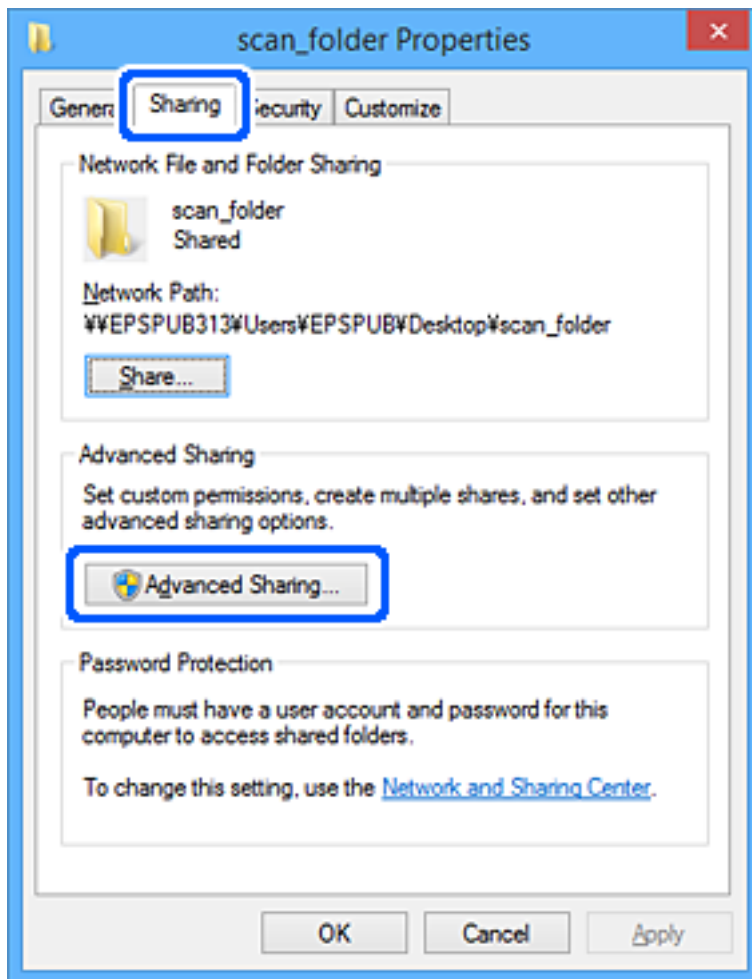 scan_folder Properties
General Sharing Security Customize
Network File and Folder Sharing
scan_folder
Shared
Network Path:
¥¥EPSPUB313¥Users¥EPSPUB¥Desktop¥scan_folder
Share...
Advanced Sharing
Set custom permissions, create multiple shares, and set other
advanced sharing options.
Advanced Sharing...
Password Protection
People must have a user account and password for this
computer to access shared folders.
To change this setting, use the Network and Sharing Center.
OK Cancel Apply